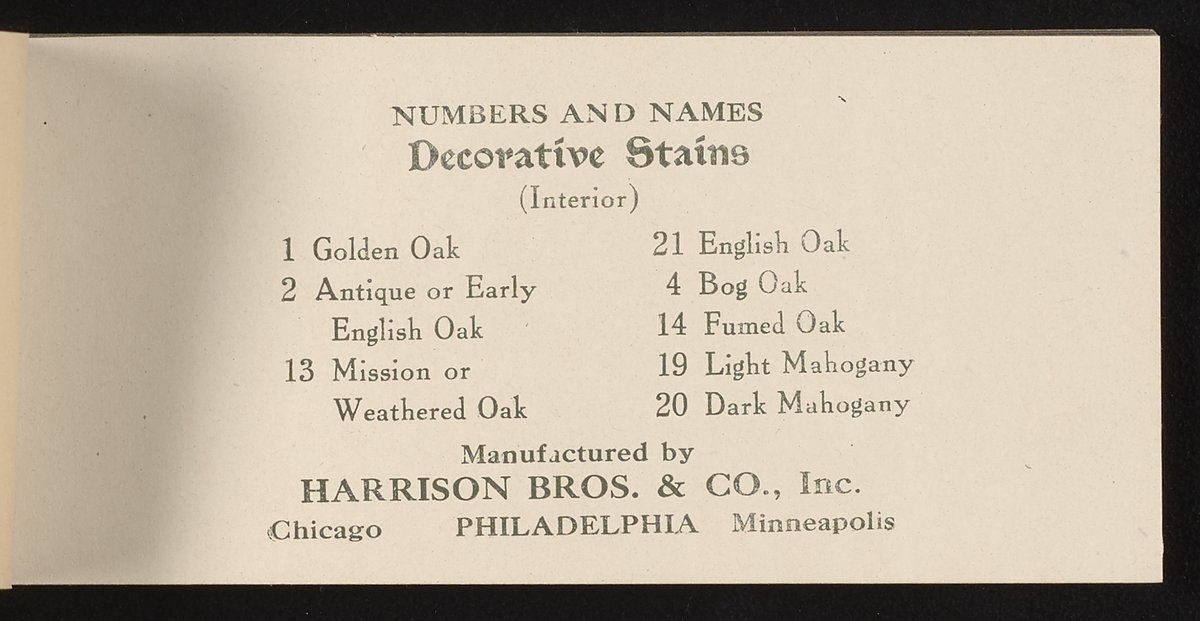 NUMBERS AND NAMES
Decorative Stains
(Interior)
1 Golden Oak
2 Antique or Early
English Oak
13 Mission or
Weathered Oak
21 English Oak
4 Bog Oak
14 Fumed Oak
19 Light Mahogany
20 Dark Mahogany
Manufactured by
HARRISON BROS. & CO., Inc.
Chicago PHILADELPHIA Minneapolis